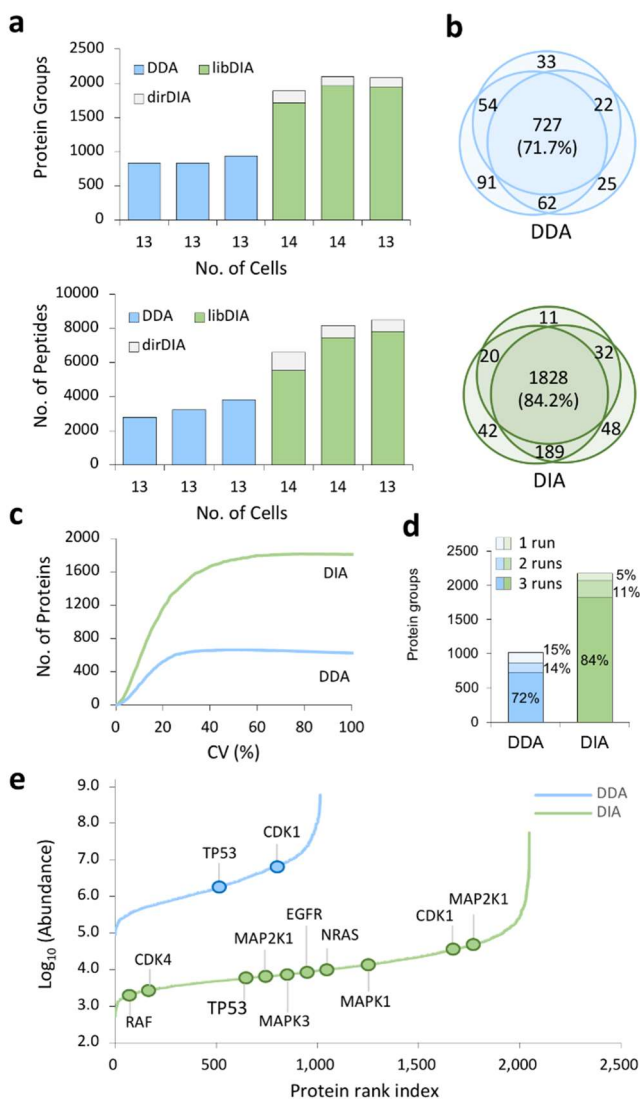 a
2500
2000
1500
1000
500
0
Protein Groups
DDA libDIA
dirDIA
13 13 13 14 14 13
No. of Cells
10000
8000
6000
4000
2000
0
No. of Peptides
DDA libDIA
dirDIA
13 13 13 14 14 13
No. of Cells
b
33
54 22
727
(71.7%)
91 25
62
DDA
11
20 32
1828
(84.2%)
42 48
189
DIA
c
2000
1600
1200
800
400
0
No. of Proteins
DIA
DDA
0 20 40 60 80 100
CV (%)
d
1 run
2 runs
3 runs
2500
2000
1500
1000
500
0
Protein groups
5%
11%
84%
15%
14%
72%
DDA DIA
e
9.0
8.0
7.0
6.0
5.0
4.0
3.0
2.0
Log10 (Abundance)
DDA
DIA
TP53
CDK1
RAF
CDK4
TP53
MAP2K1
MAPK3
EGFR
NRAS
MAPK1
CDK1
MAP2K1
0 500 1,000 1,500 2,000 2,500
Protein rank index